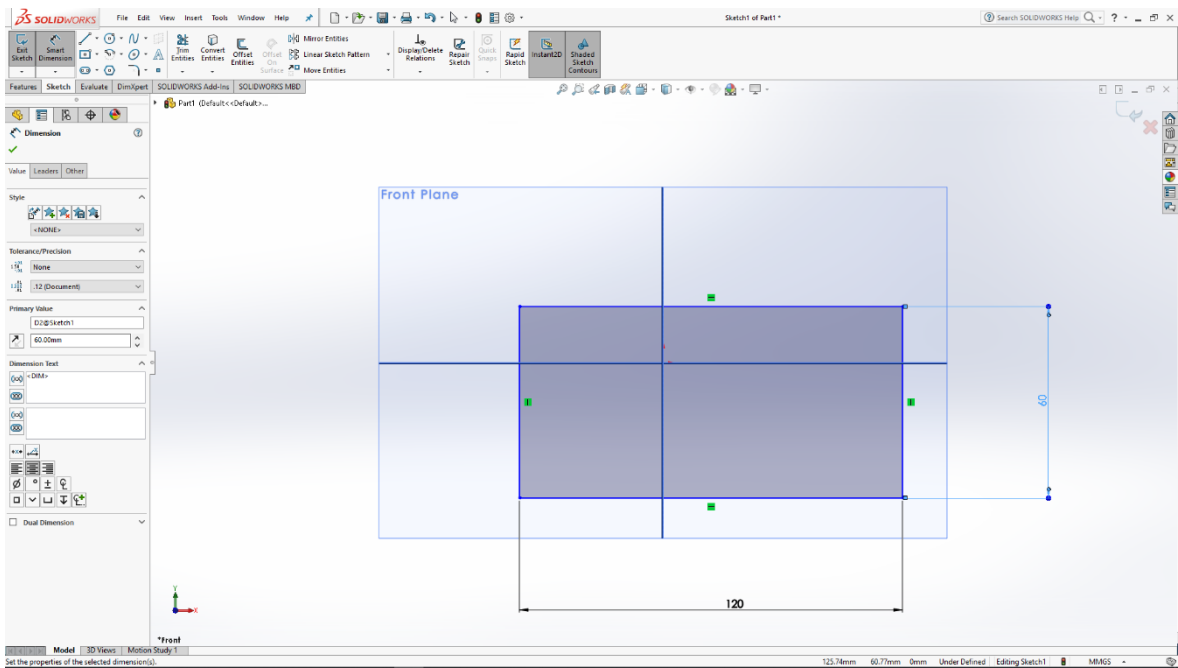 SOLIDWORKS File Edit View Insert Tools Window Help Sketch1 of Part1 * Search SOLIDWORKS Help
Exit Sketch
Smart Dimension
Trim Entities
Convert Entities
Offset Entities
Offset On Surface
Mirror Entities
Linear Sketch Pattern
Move Entities
Display/Delete Relations
Repair Sketch
Quick Snaps
Rapid Sketch
Instant2D
Shaded Sketch Contours
Features Sketch Evaluate DimXpert SOLIDWORKS Add-Ins SOLIDWORKS MBD
Part1 (Default<<Default>...
Dimension
Value Leaders Other
Style
<NONE>
Tolerance/Precision
None
.12 (Document)
Primary Value
D2@Sketch1
60.00mm
Dimension Text
<DIM>
Dual Dimension
Front Plane
60
120
Y
X
*Front
Model 3D Views Motion Study 1
Set the properties of the selected dimension(s). 125.74mm 60.77mm 0mm Under Defined Editing Sketch1 MMGS